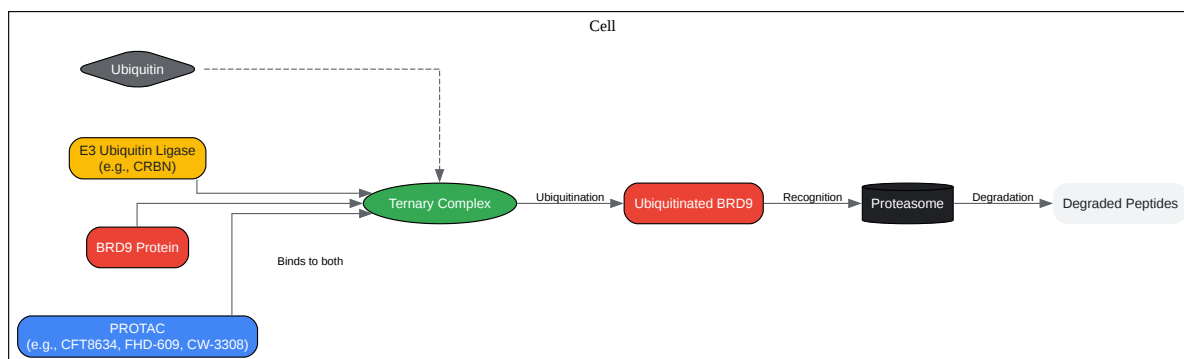 Cell
Ubiquitin
E3 Ubiquitin Ligase
(e.g., CRBN)
Ternary Complex
Ubiquitination
Ubiquitinated BRD9
Recognition
Proteasome
Degradation
Degraded Peptides
BRD9 Protein
Binds to both
PROTAC
(e.g., CFT8634, FHD-609, CW-3308)